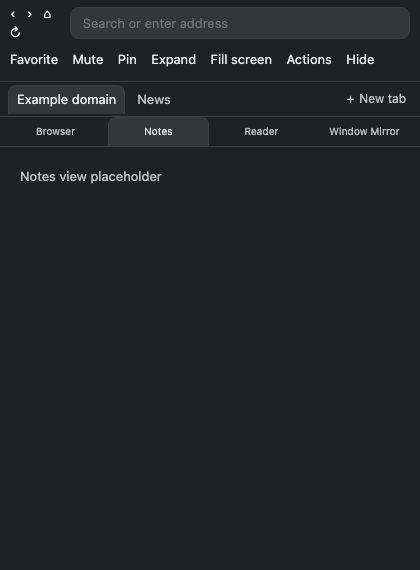 Search or enter address
Favorite Mute Pin Expand Fill screen Actions Hide
Example domain News + New tab
Browser Notes Reader Window Mirror
Notes view placeholder